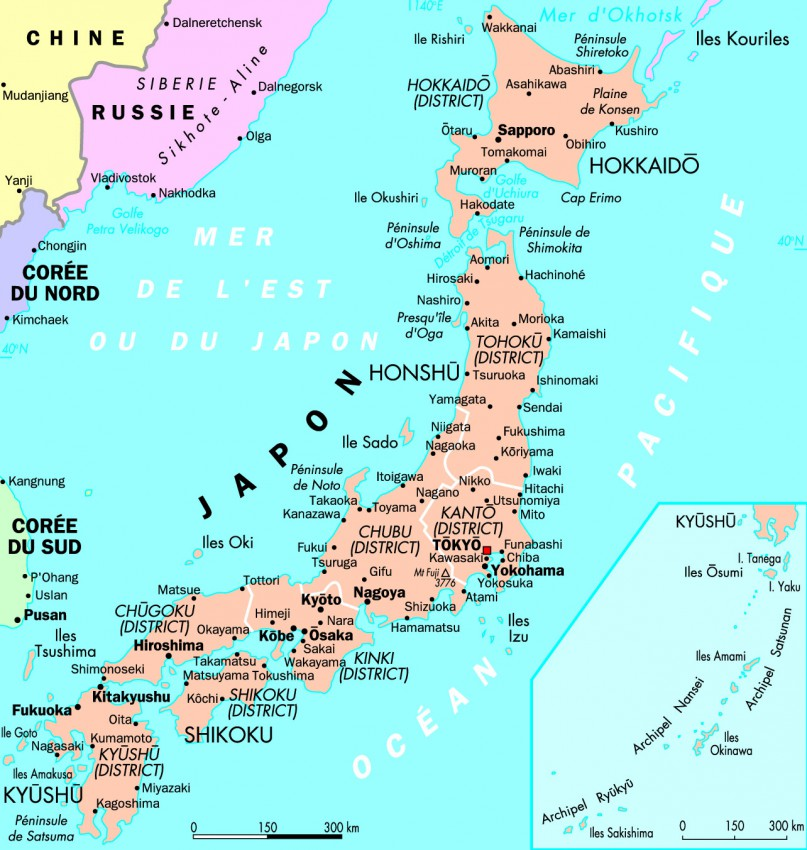 140°E
Mer d'Okhotsk
CHINE
Dalneretchensk
Wakkanai
Ile Rishiri
Péninsule
Shiretoko
Iles Kouriles
SIBERIE
Sikhote-Aline
Dalnegorsk
Mudanjiang
RUSSIE
HOKKAIDŌ
(DISTRICT)
Abashiri
Asahikawa
Plaine
de Konsen
Olga
Ōtaru
Sapporo
Kushiro
Obihiro
Tomakomai
HOKKAIDŌ
Yanji
Vladivostok
Nakhodka
Muroran
Golfe
d'Uchiura
Ile Okushiri
Cap Erimo
Golfe
Petra Velikogo
Hakodate
Péninsule
d'Oshima
Détroit de Tsugaru
Péninsule de
Shimokita
MER
DE L'EST
OU DU JAPON
Chongjin
CORÉE
DU NORD
Kimchaek
40°N
40°N
Aomori
Hirosaki
Hachinohé
Nashiro
Presqu'île
d'Oga
Akita
Morioka
Kamaishi
TOHOKŪ
(DISTRICT)
HONSHŪ
Tsuruoka
Ishinomaki
Yamagata
Sendai
JAPON
OCÉAN PACIFIQUE
Ile Sado
Niigata
Nagaoka
Fukushima
Kōriyama
Iwaki
Péninsule
de Noto
Itoigawa
Nikko
Hitachi
Kangnung
Takaoka
Toyama
Nagano
Utsunomiya
Mito
Kanazawa
KANTŌ
(DISTRICT)
CHUBU
(DISTRICT)
CORÉE
DU SUD
Iles Oki
Fukui
TŌKYŌ
Funabashi
Kawasaki
Chiba
Tsuruga
Gifu
Mt Fuji
3776
Yokohama
Yokosuka
P'Ohang
Uslan
Pusan
Matsue
Tottori
Kyōto
Nagoya
Atami
Shizuoka
Hamamatsu
Iles
Izu
CHŪGOKU
(DISTRICT)
Himeji
Nara
Okayama
Kōbe
Ōsaka
Sakai
Wakayama
KINKI
(DISTRICT)
Iles
Tsushima
Hiroshima
Takamatsu
Tokushima
Shimonoseki
Matsuyama
Kitakyushu
Kôchi
SHIKOKU
(DISTRICT)
SHIKOKU
Fukuoka
Oita
Ile Goto
Nagasaki
Kumamoto
KYŪSHŪ
(DISTRICT)
Iles Amakusa
KYŪSHŪ
Miyazaki
Kagoshima
Péninsule
de Satsuma
0 150 300 km
KYŪSHŪ
I. Tanega
Iles Ōsumi
I. Yaku
Archipel Satsunan
Iles Amami
Archipel Nansei
Iles
Okinawa
Archipel Ryūkyū
Iles Sakishima
0 150 300 km